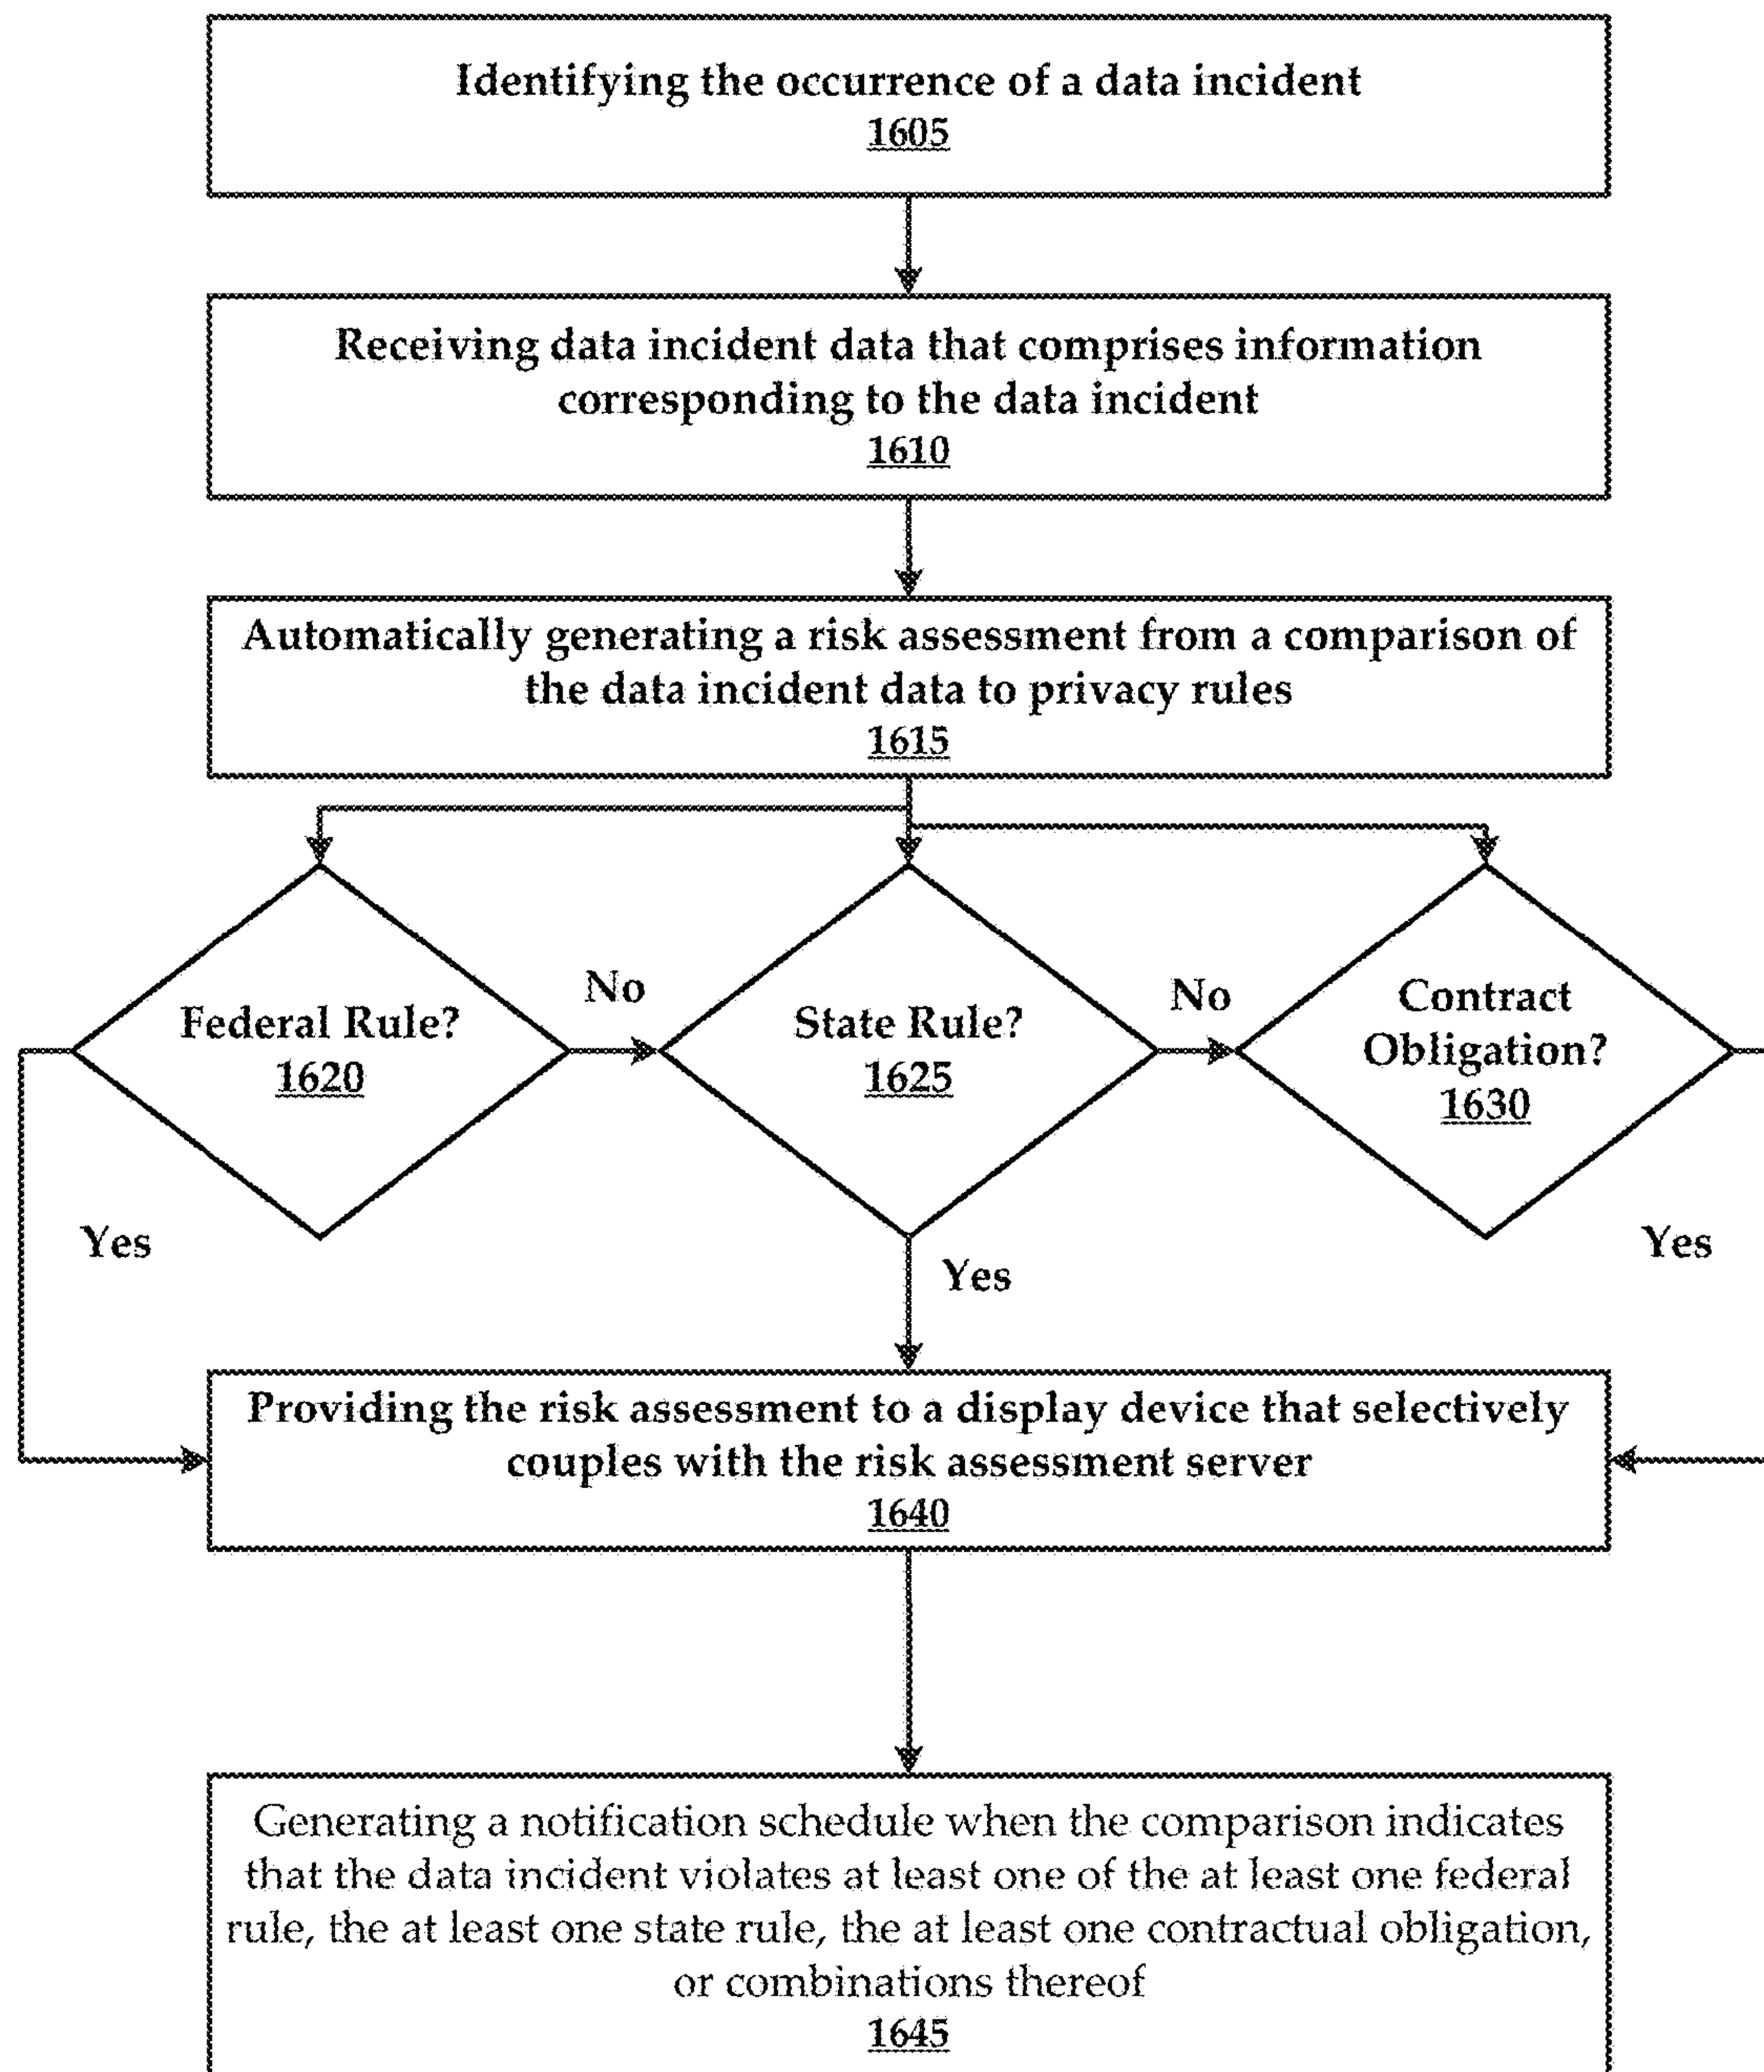 Identifying the occurrence of a data incident
1605
Receiving data incident data that comprises information
corresponding to the data incident
1610
Automatically generating a risk assessment from a comparison of
the data incident data to privacy rules
1615
Federal Rule?
1620
No
State Rule?
1625
No
Contract
Obligation?
1630
Yes
Yes
Yes
Providing the risk assessment to a display device that selectively
couples with the risk assessment server
1640
Generating a notification schedule when the comparison indicates
that the data incident violates at least one of the at least one federal
rule, the at least one state rule, the at least one contractual obligation,
or combinations thereof
1645